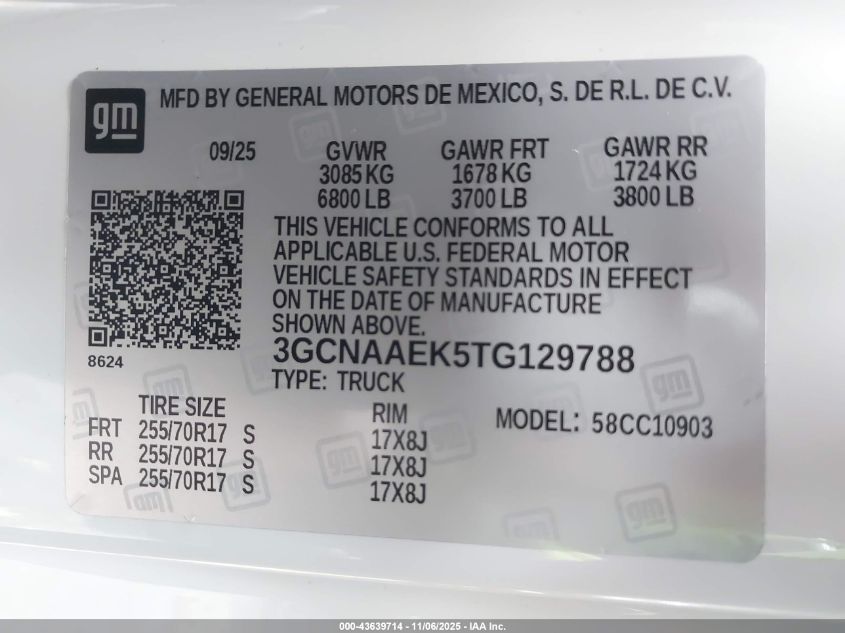 gm MFD BY GENERAL MOTORS DE MEXICO, S. DE R.L. DE C.V.
09/25 GVWR GAWR FRT GAWR RR
3085 KG 1678 KG 1724 KG
6800 LB 3700 LB 3800 LB
THIS VEHICLE CONFORMS TO ALL
APPLICABLE U.S. FEDERAL MOTOR
VEHICLE SAFETY STANDARDS IN EFFECT
ON THE DATE OF MANUFACTURE
SHOWN ABOVE.
8624
3GCNAAEK5TG129788
TYPE: TRUCK
TIRE SIZE RIM MODEL: 58CC10903
FRT 255/70R17 S 17X8J
RR 255/70R17 S 17X8J
SPA 255/70R17 S 17X8J
000-43639714 - 11/06/2025 - IAA Inc.